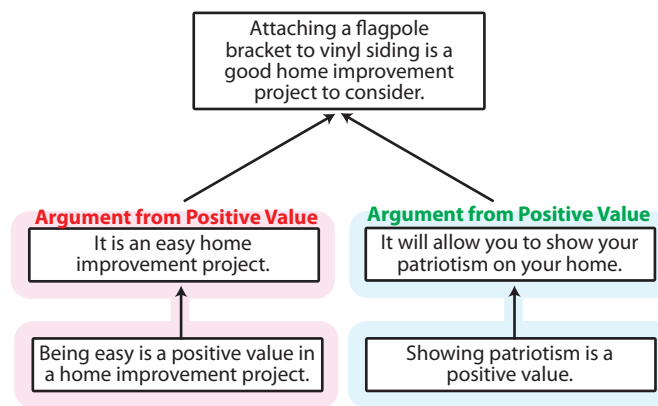 Attaching a flagpole
bracket to vinyl siding is a
good home improvement
project to consider.
Argument from Positive Value
It is an easy home
improvement project.
Being easy is a positive value in
a home improvement project.
Argument from Positive Value
It will allow you to show your
patriotism on your home.
Showing patriotism is a
positive value.